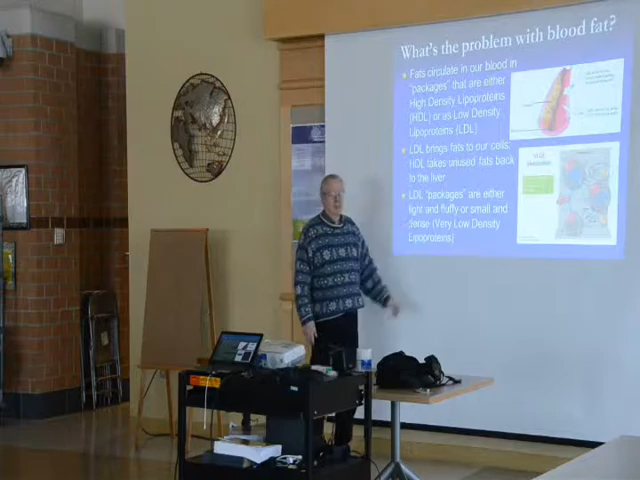 What's the problem with blood fat?
Fats circulate in our blood in
"packages" that are either
High Density Lipoproteins
(HDL) or as Low Density
Lipoproteins (LDL)
LDL brings fats to our cells;
HDL takes unused fats back
to the liver
LDL "packages" are either
light and fluffy or small and
dense (Very Low Density
Lipoproteins)